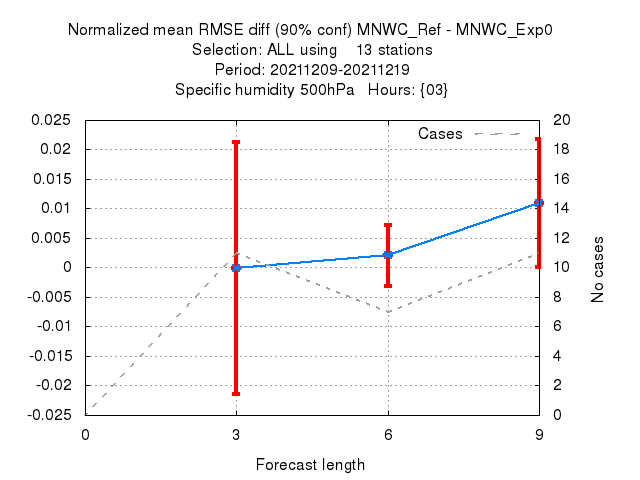 Normalized mean RMSE diff (90% conf) MNWC_Ref - MNWC_Exp0
Selection: ALL using    13 stations
Period: 20211209-20211219
Specific humidity 500hPa   Hours: {03}
Cases
0.025
0.02
0.015
0.01
0.005
0
-0.005
-0.01
-0.015
-0.02
-0.025
20
18
16
14
12
10
8
6
4
2
0
No cases
0 3 6 9
Forecast length